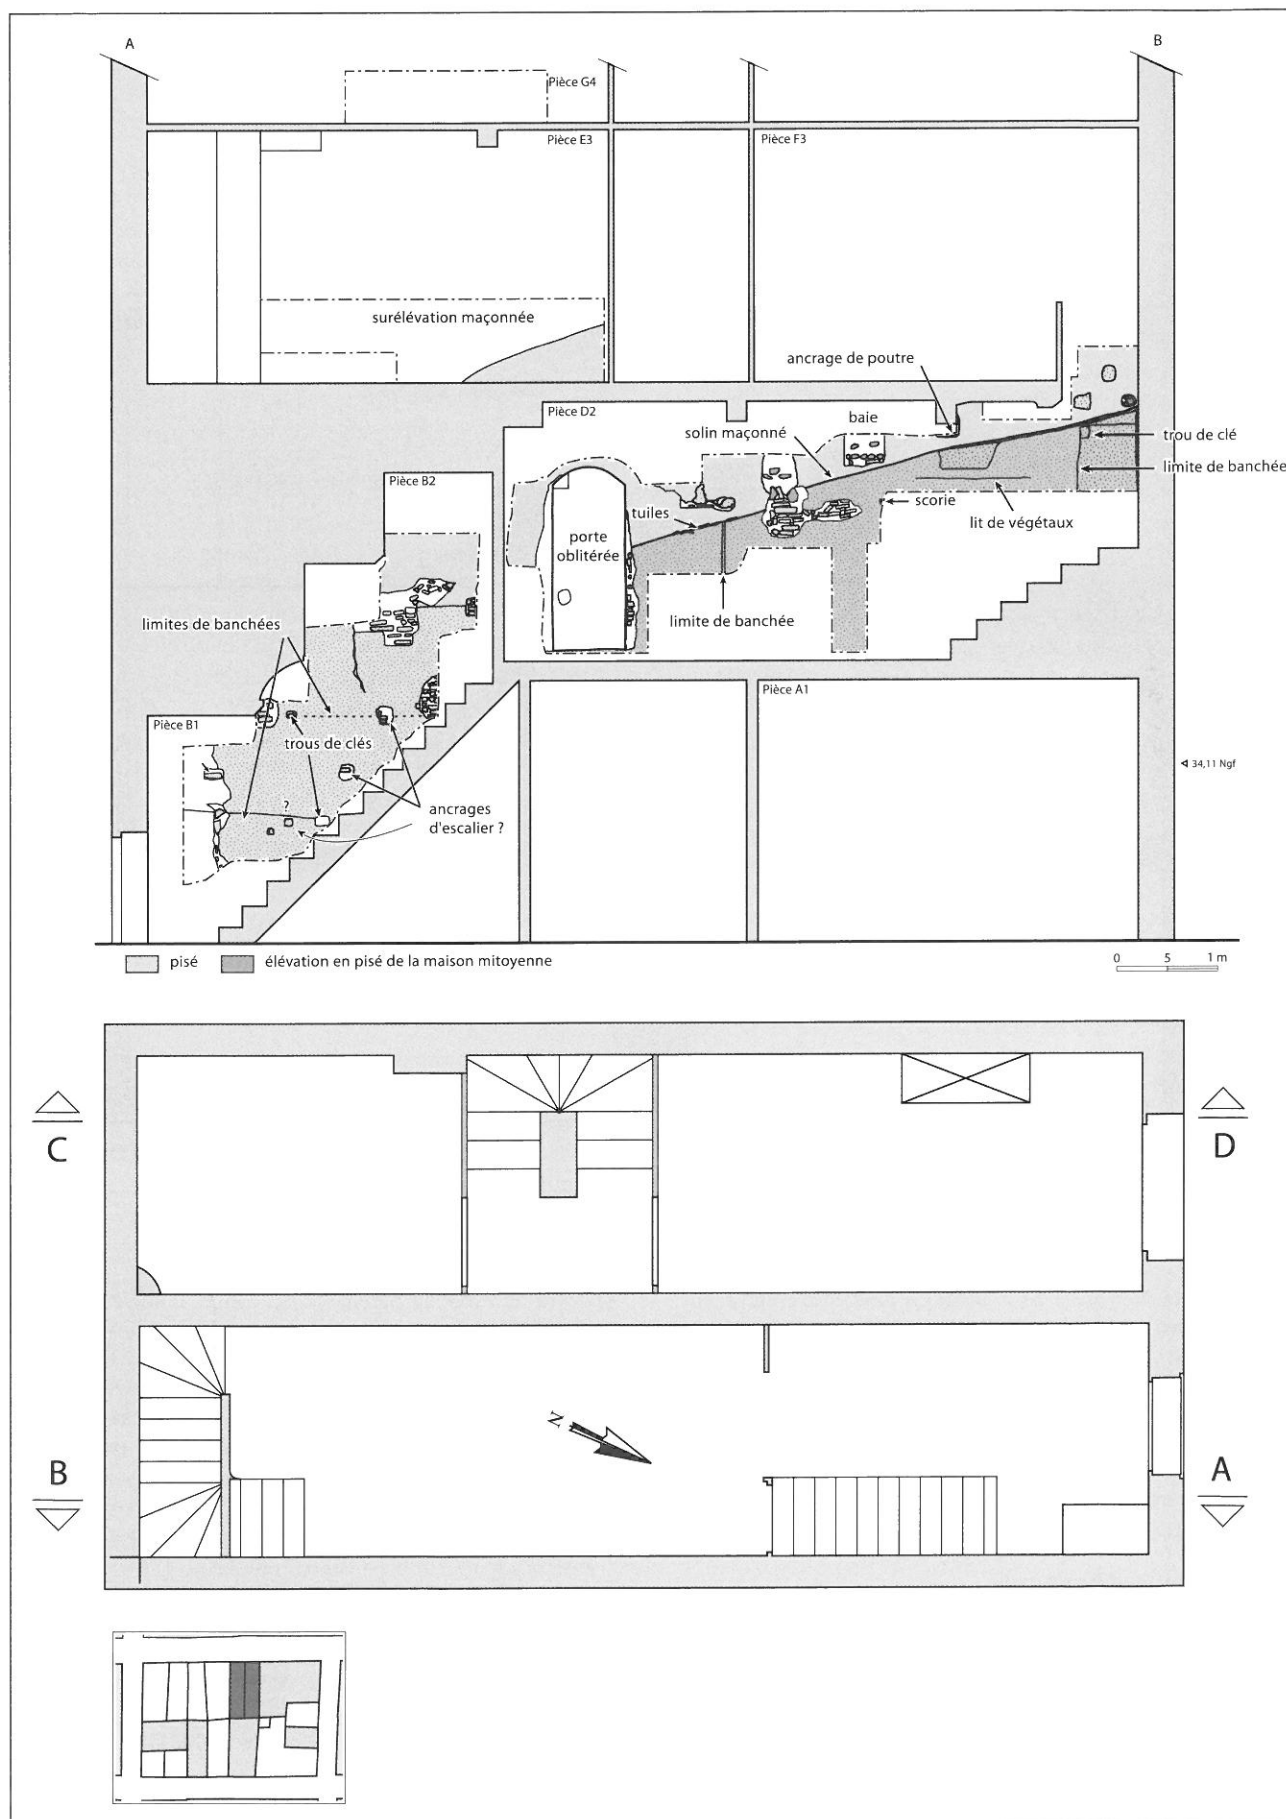 A
B
Pièce G4
Pièce E3
Pièce F3
surélévation maçonnée
ancrage de poutre
Pièce D2
baie
solin maçonné
trou de clé
limite de banchée
Pièce B2
tuiles
scorie
lit de végétaux
porte
oblitérée
limites de banchées
limite de banchée
Pièce B1
Pièce A1
trous de clés
34,11 Ngf
?
ancrages
d'escalier ?
pisé
élévation en pisé de la maison mitoyenne
0 5 1 m
C
D
N
B
A